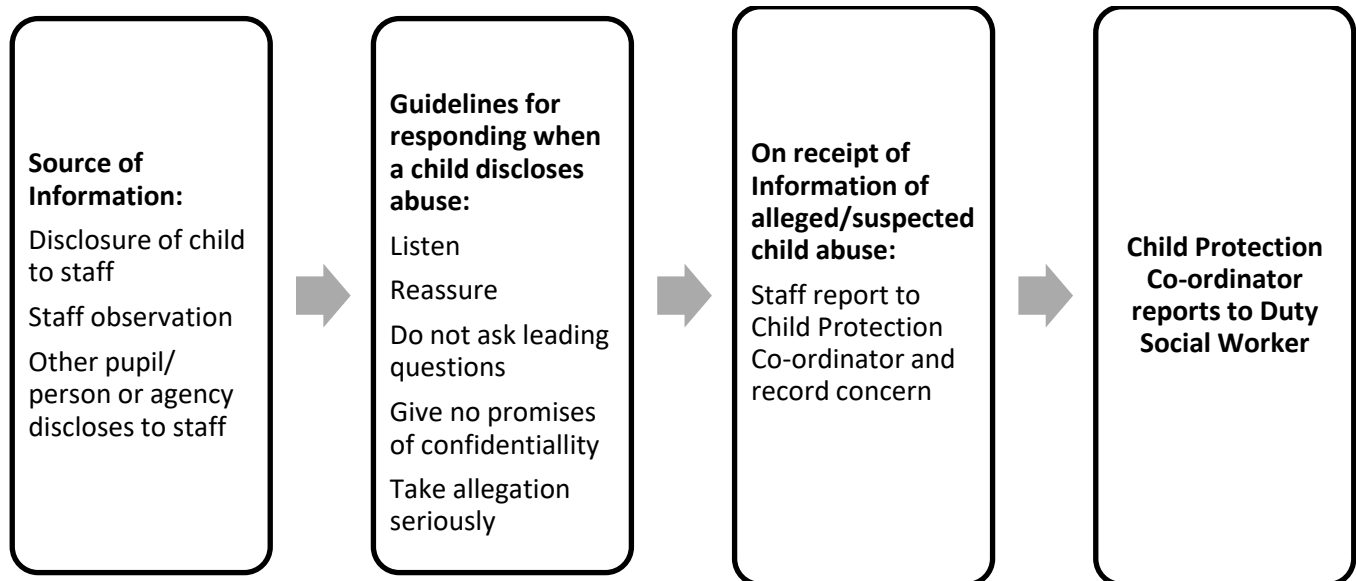 Source of
Information:
Disclosure of child
to staff
Staff observation
Other pupil/
person or agency
discloses to staff
Guidelines for
responding when
a child discloses
abuse:
Listen
Reassure
Do not ask leading
questions
Give no promises
of confidentiallity
Take allegation
seriously
On receipt of
Information of
alleged/suspected
child abuse:
Staff report to
Child Protection
Co-ordinator and
record concern
Child Protection
Co-ordinator
reports to Duty
Social Worker